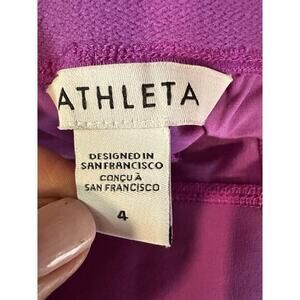 ATHLETA
DESIGNED IN
SAN FRANCISCO
CONÇU À
SAN FRANCISCO
4